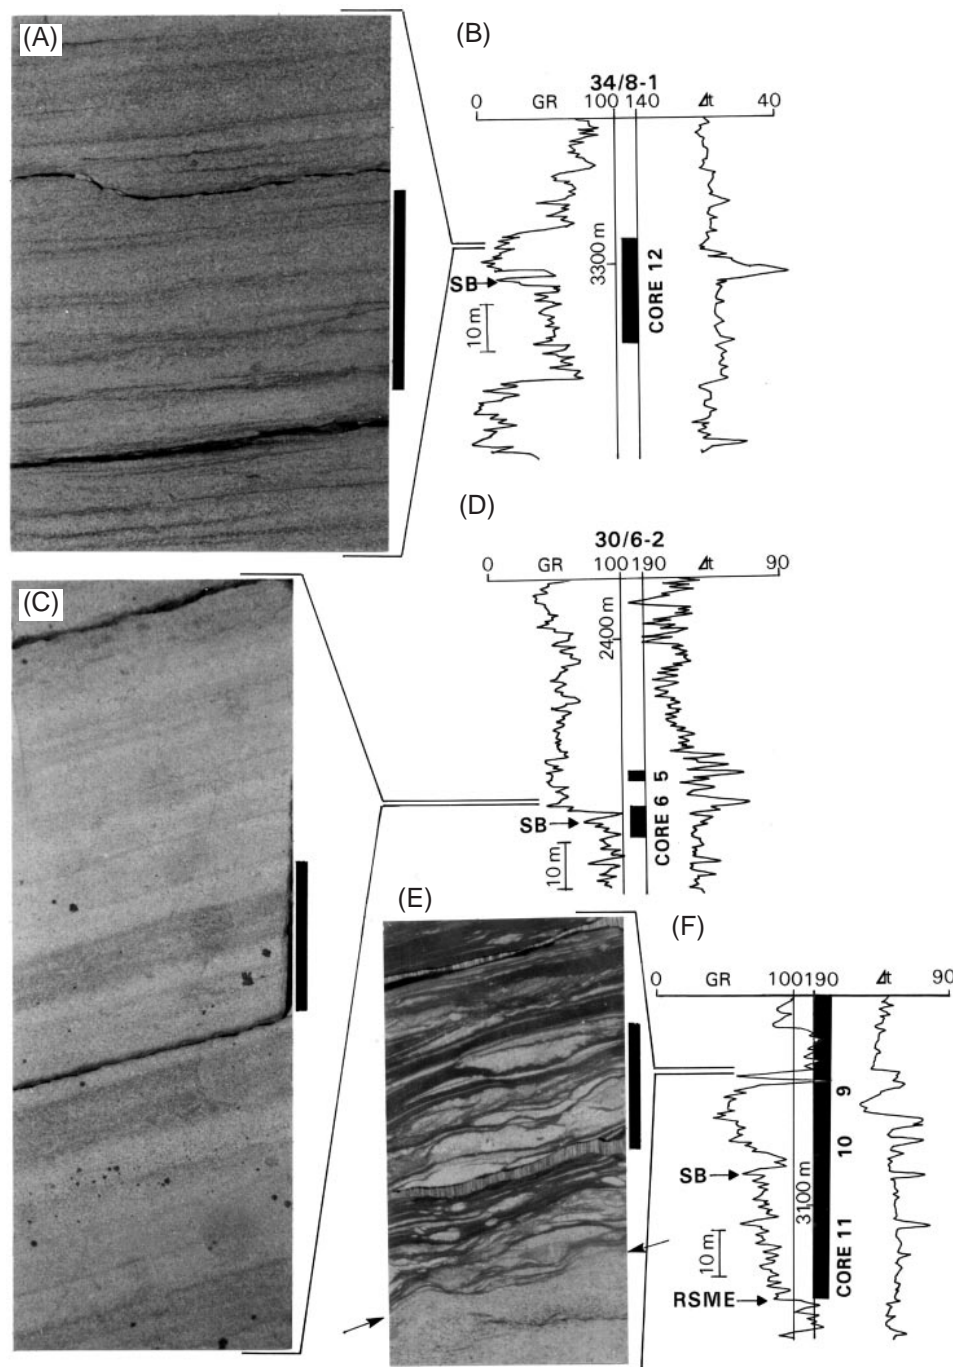 (A)
(B)
34/8-1
0 GR 100 140 Δt 40
3300 m
CORE 12
SB
10 m
(D)
30/6-2
0 GR 100 190 Δt 90
2400 m
(C)
CORE 6 5
SB
10 m
(E)
(F)
0 GR 100 190 Δt 90
9
10
SB
3100 m
CORE 11
10 m
RSME